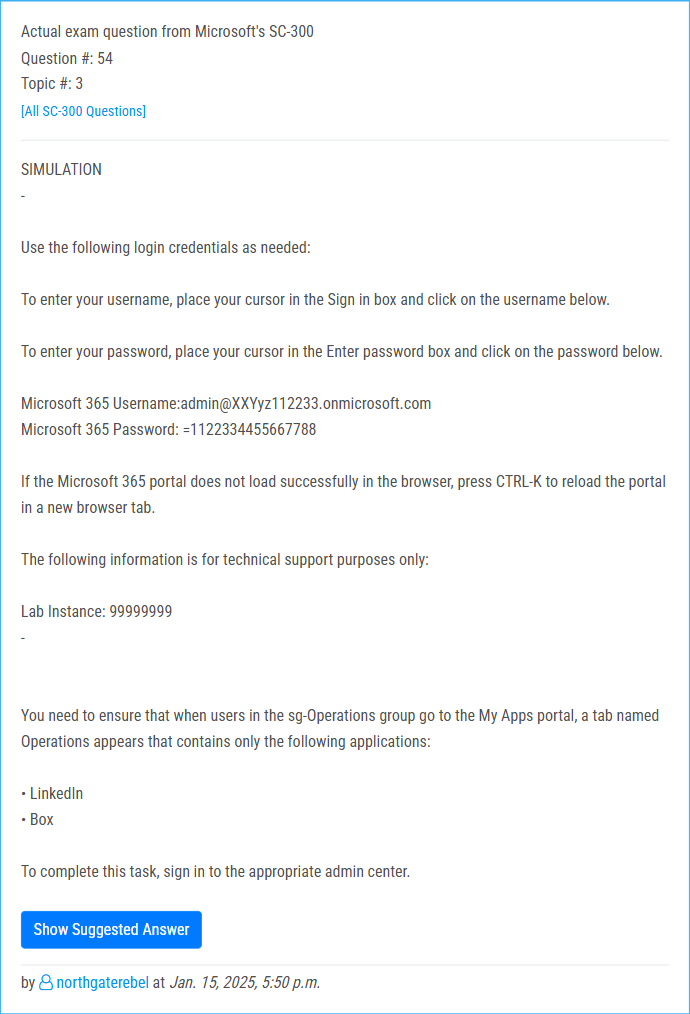 Actual exam question from Microsoft's SC-300
Question #: 54
Topic #: 3
[All SC-300 Questions]
SIMULATION
-
Use the following login credentials as needed:
To enter your username, place your cursor in the Sign in box and click on the username below.
To enter your password, place your cursor in the Enter password box and click on the password below.
Microsoft 365 Username:admin@XXYyz112233.onmicrosoft.com
Microsoft 365 Password: =1122334455667788
If the Microsoft 365 portal does not load successfully in the browser, press CTRL-K to reload the portal
in a new browser tab.
The following information is for technical support purposes only:
Lab Instance: 99999999
-
You need to ensure that when users in the sg-Operations group go to the My Apps portal, a tab named
Operations appears that contains only the following applications:
• LinkedIn
• Box
To complete this task, sign in to the appropriate admin center.
Show Suggested Answer
by northgaterebel at Jan. 15, 2025, 5:50 p.m.